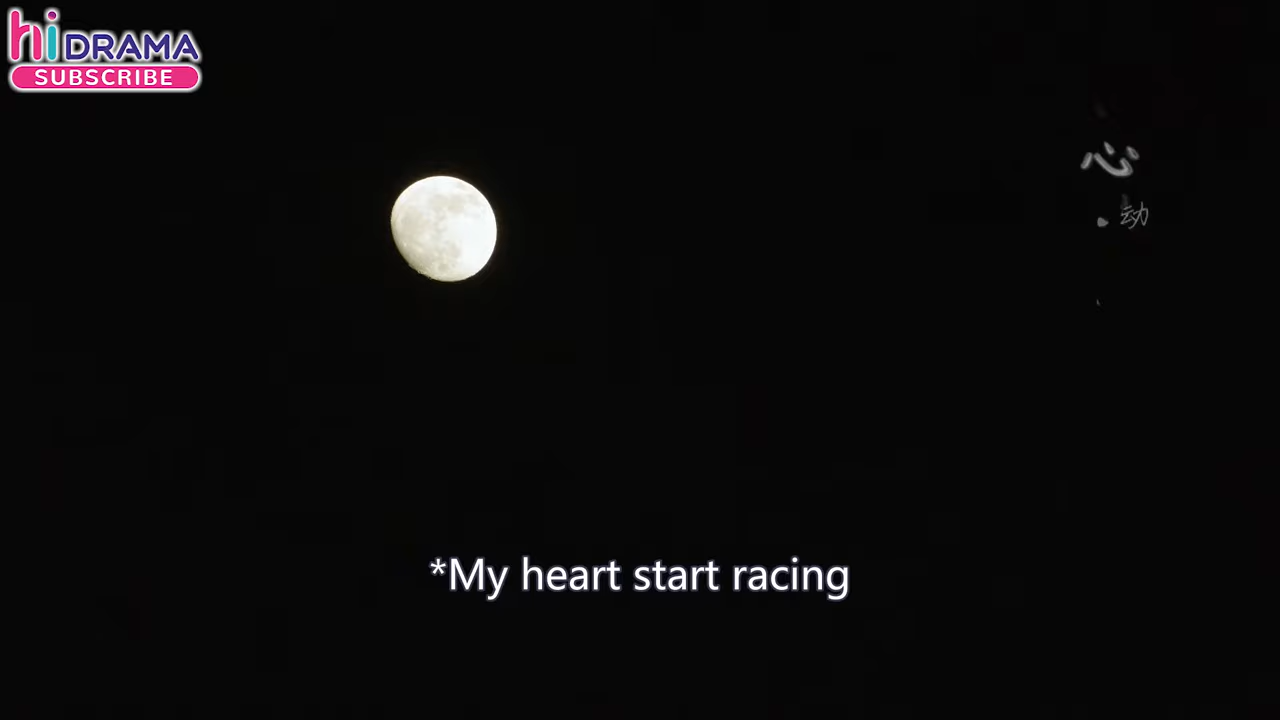 hiDRAMA
SUBSCRIBE
心
动
*My heart start racing